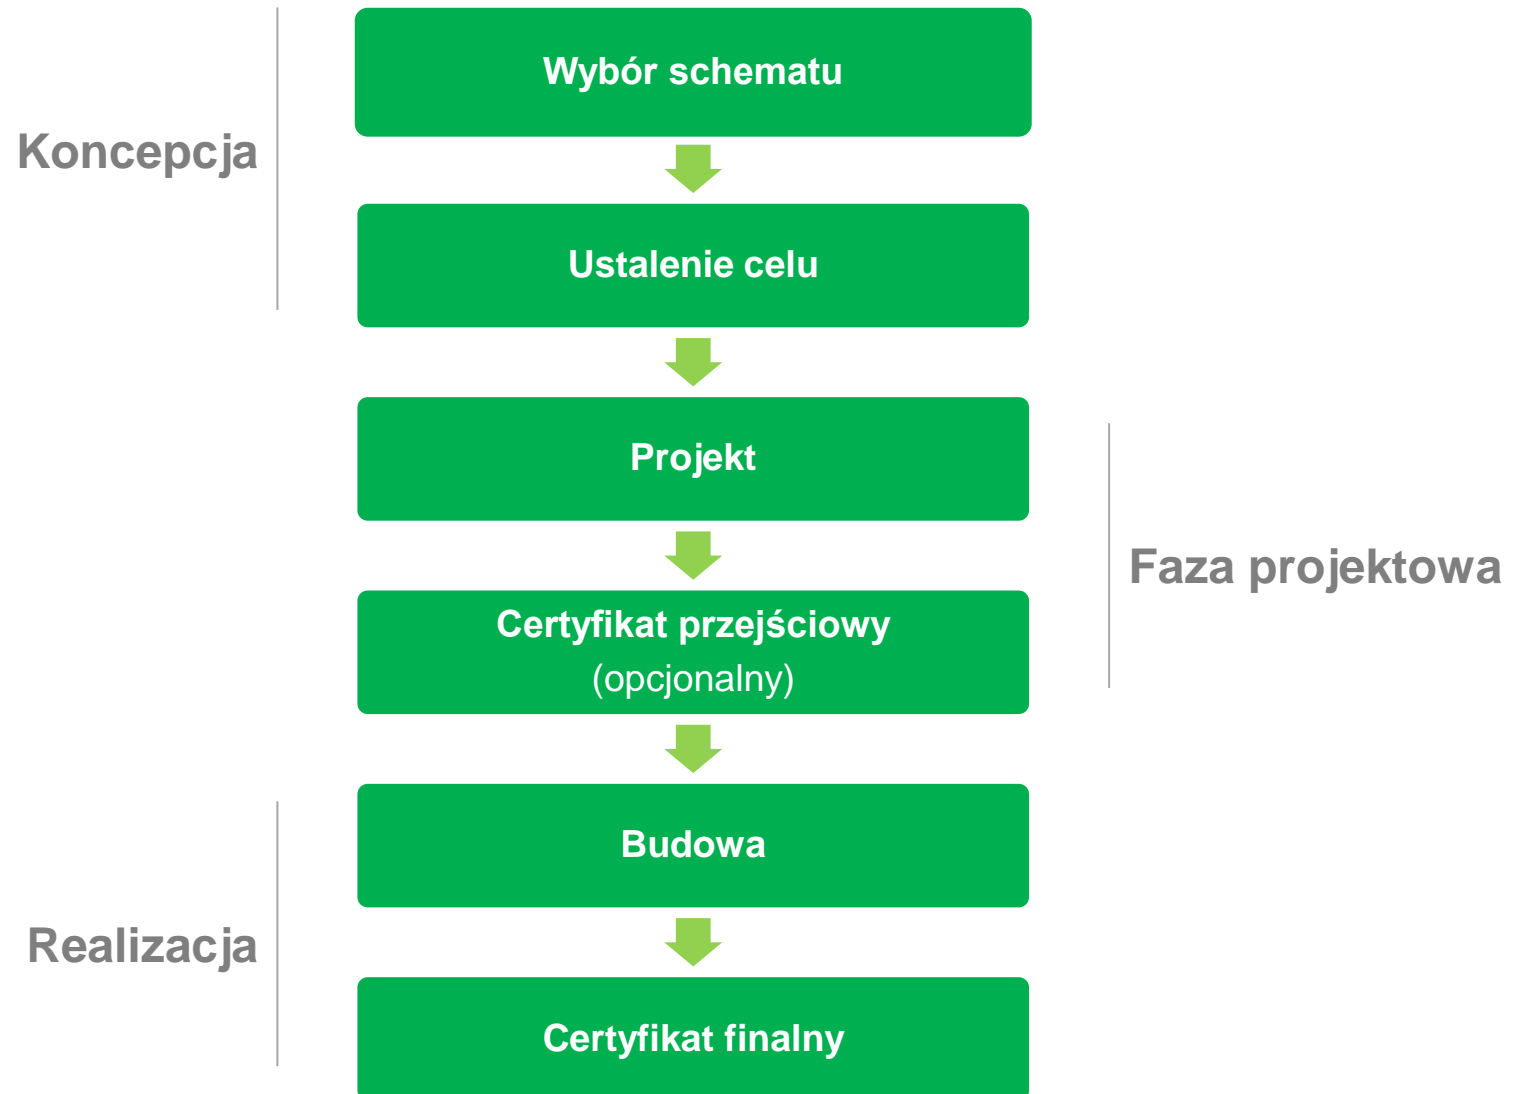 Wybór schematu
Koncepcja
Ustalenie celu
Projekt
Faza projektowa
Certyfikat przejściowy
(opcjonalny)
Budowa
Realizacja
Certyfikat finalny